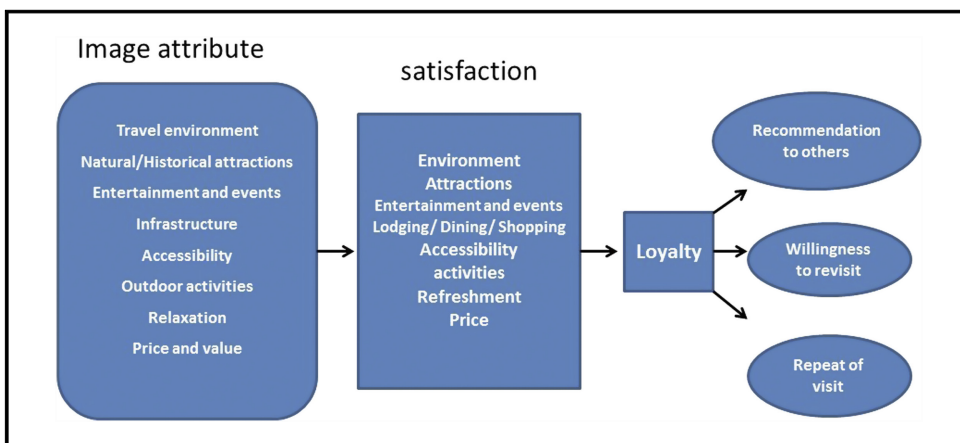 Image attribute
Travel environment
Natural/Historical attractions
Entertainment and events
Infrastructure
Accessibility
Outdoor activities
Relaxation
Price and value
satisfaction
Environment
Attractions
Entertainment and events
Lodging/ Dining/ Shopping
Accessibility
activities
Refreshment
Price
Loyalty
Recommendation
to others
Willingness
to revisit
Repeat of
visit